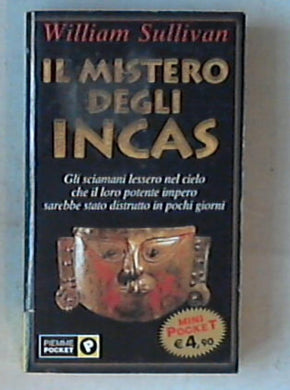 William Sullivan
IL MISTERO
DEGLI
INCAS
Gli sciamani lessero nel cielo
che il loro potente impero
sarebbe stato distrutto in pochi giorni
MINI
POCKET
€ 4,90
PIEMME
POCKET
P